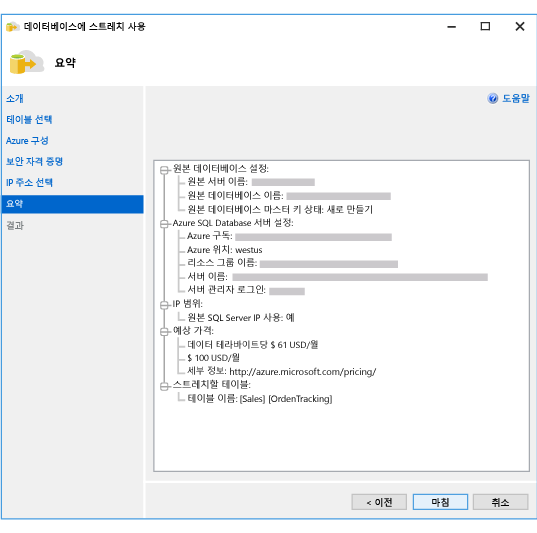 데이터베이스에 스트레치 사용
요약
소개
테이블 선택
Azure 구성
보안 자격 증명
IP 주소 선택
요약
결과
도움말
원본 데이터베이스 설정:
원본 서버 이름:
원본 데이터베이스 이름:
원본 데이터베이스 마스터 키 상태: 새로 만들기
Azure SQL Database 서버 설정:
Azure 구독:
Azure 위치: westus
리소스 그룹 이름:
서버 이름:
서버 관리자 로그인:
IP 범위:
원본 SQL Server IP 사용: 예
예상 가격:
데이터 테라바이트당 $ 61 USD/월
$ 100 USD/월
세부 정보: http://azure.microsoft.com/pricing/
스트레치할 테이블:
테이블 이름: [Sales] [OrdenTracking]
< 이전
마침
취소